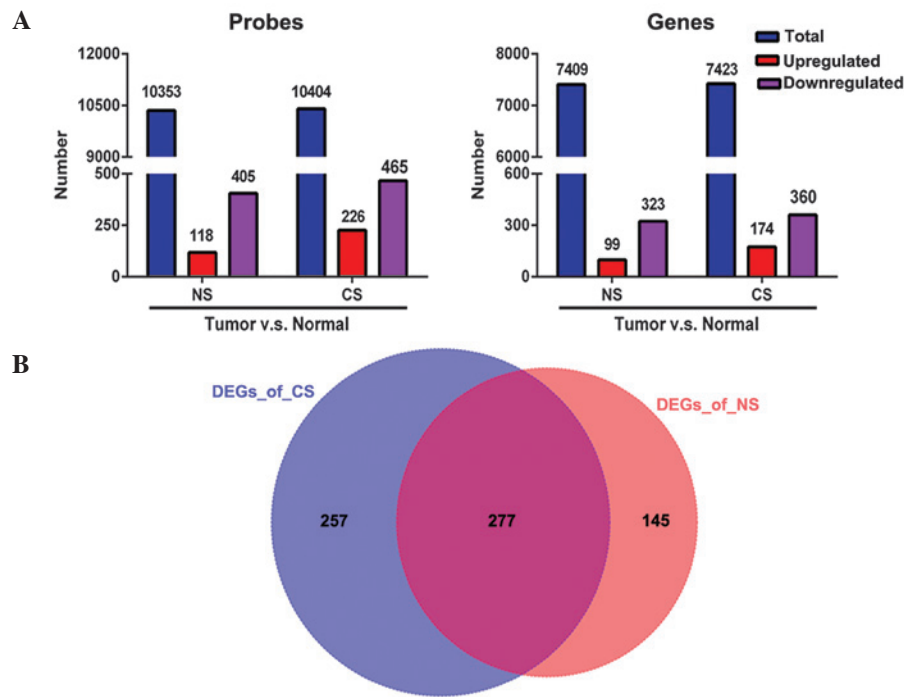 A
Probes
12000
10500
9000
500
250
0
Number
10353
118
405
10404
226
465
NS
CS
Tumor v.s. Normal
Genes
8000
7000
6000
600
300
0
Number
7409
99
323
7423
174
360
NS
CS
Tumor v.s. Normal
Total
Upregulated
Downregulated
B
DEGs_of_CS
DEGs_of_NS
257
277
145